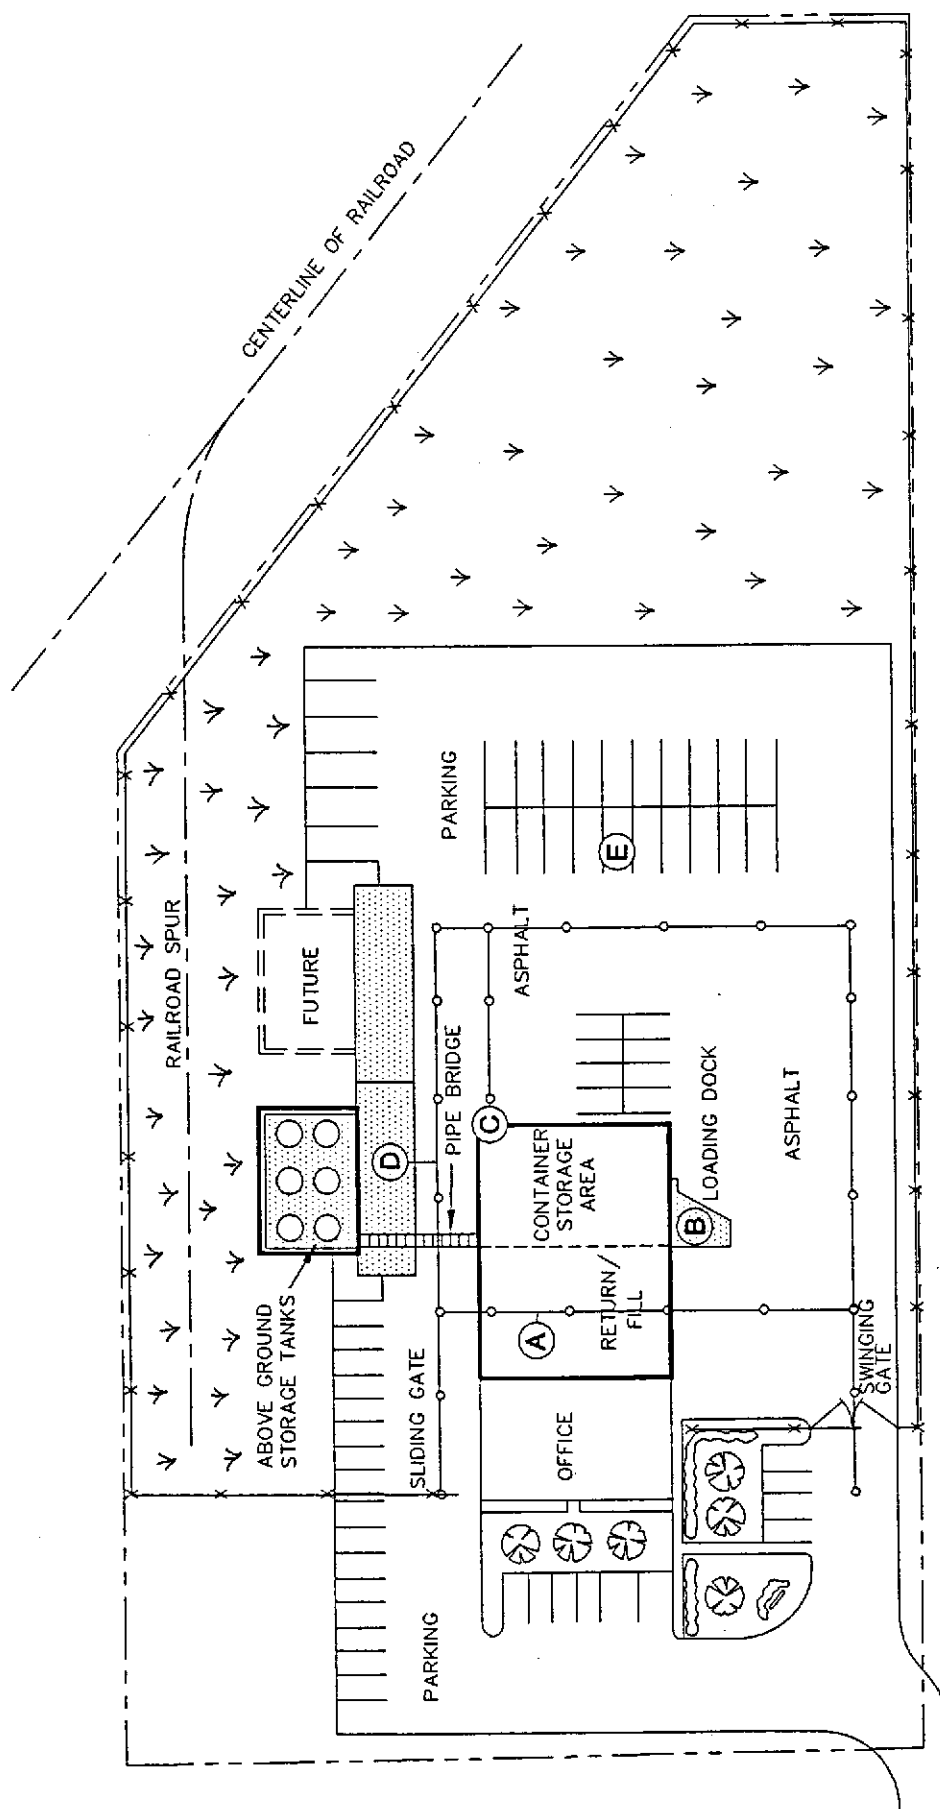 CENTERLINE OF RAILROAD
RAILROAD SPUR
FUTURE
PARKING
E
ASPHALT
ABOVE GROUND
STORAGE TANKS
D
PIPE BRIDGE
C
CONTAINER
STORAGE
AREA
LOADING DOCK
B
ASPHALT
RETURN/
FILL
A
SLIDING GATE
OFFICE
SWINGING
GATE
PARKING